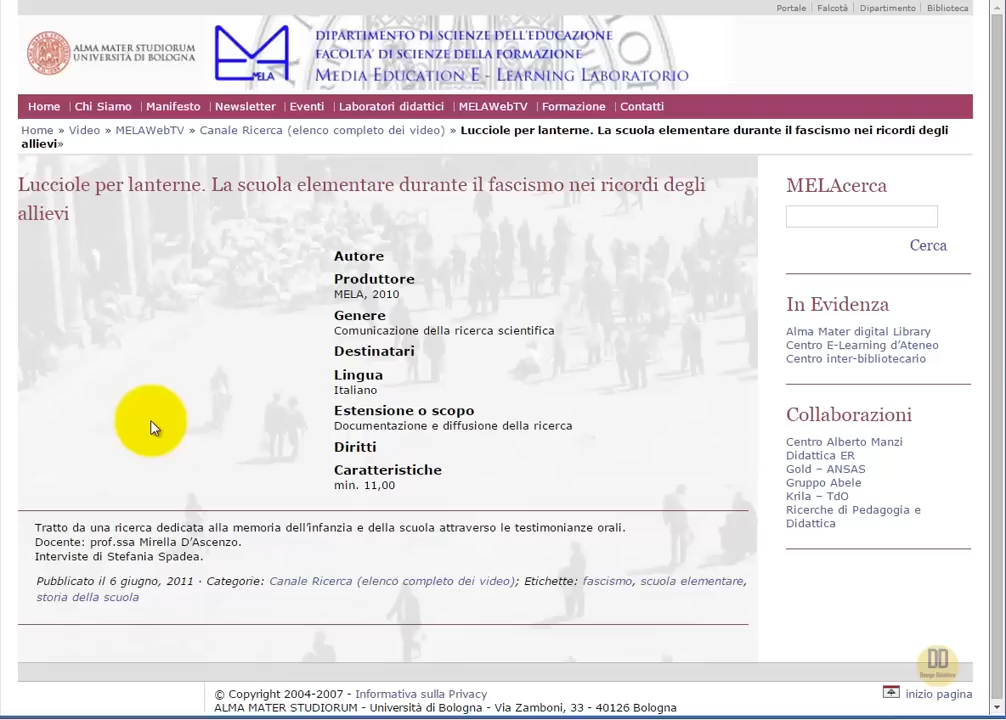 Portale | Falcotà | Dipartimento | Biblioteca
ALMA MATER STUDIORUM
UNIVERSITÀ DI BOLOGNA
MELA
DIPARTIMENTO DI SCIENZE DELL'EDUCAZIONE
FACOLTA' DI SCIENZE DELLA FORMAZIONE
MEDIA EDUCATION E - LEARNING LABORATORIO
Home | Chi Siamo | Manifesto | Newsletter | Eventi | Laboratori didattici | MELAWebTV | Formazione | Contatti
Home » Video » MELAWebTV » Canale Ricerca (elenco completo dei video) » Lucciole per lanterne. La scuola elementare durante il fascismo nei ricordi degli
allievi»
Lucciole per lanterne. La scuola elementare durante il fascismo nei ricordi degli
allievi
Autore
Produttore
MELA, 2010
Genere
Comunicazione della ricerca scientifica
Destinatari
Lingua
Italiano
Estensione o scopo
Documentazione e diffusione della ricerca
Diritti
Caratteristiche
min. 11,00
Tratto da una ricerca dedicata alla memoria dell'infanzia e della scuola attraverso le testimonianze orali.
Docente: prof.ssa Mirella D'Ascenzo.
Interviste di Stefania Spadea.
Pubblicato il 6 giugno, 2011 · Categorie: Canale Ricerca (elenco completo dei video); Etichette: fascismo, scuola elementare,
storia della scuola
MELAcerca
Cerca
In Evidenza
Alma Mater digital Library
Centro E-Learning d'Ateneo
Centro inter-bibliotecario
Collaborazioni
Centro Alberto Manzi
Didattica ER
Gold – ANSAS
Gruppo Abele
Krila – TdO
Ricerche di Pedagogia e
Didattica
DD
© Copyright 2004-2007 - Informativa sulla Privacy
ALMA MATER STUDIORUM - Università di Bologna - Via Zamboni, 33 - 40126 Bologna
inizio pagina